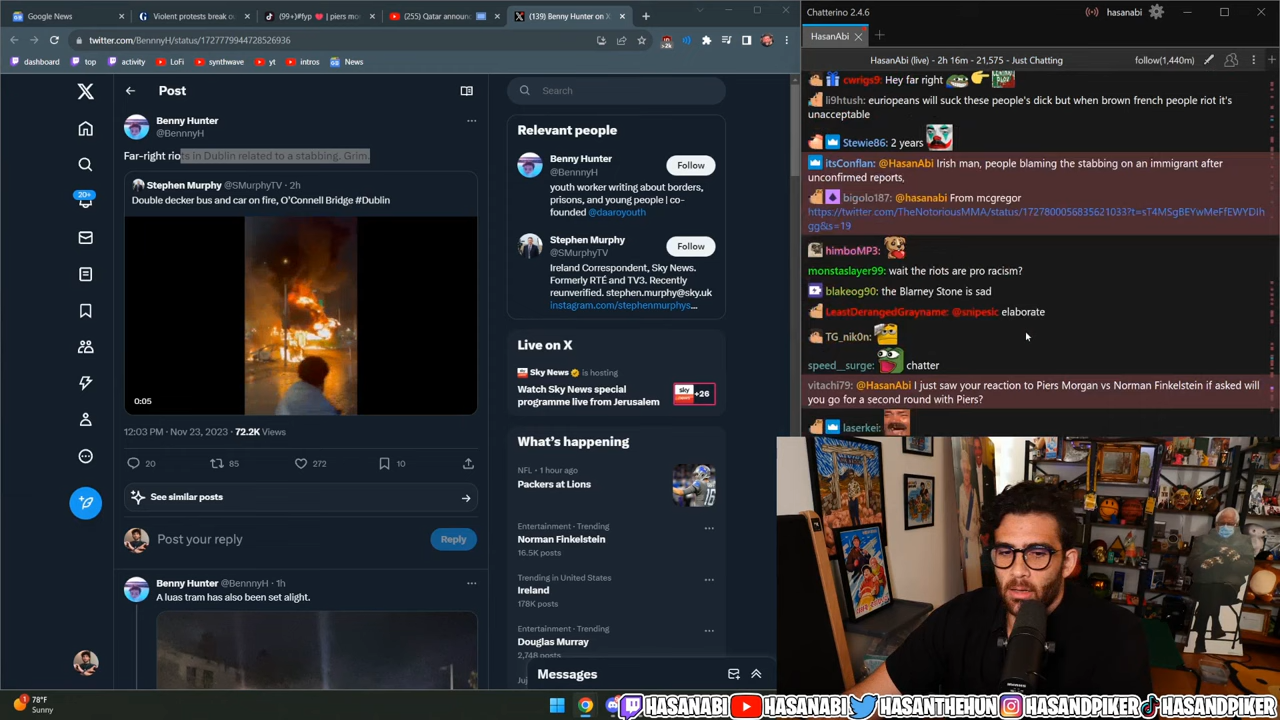 Google News
Violent protests break o
(99+)#fyp ❤️ | piers mor
(255) Qatar announc
(139) Benny Hunter on X
twitter.com/BennnyH/status/1727779944728526936
>2k
dashboard
top
activity
LoFi
synthwave
yt
intros
News
Post
Benny Hunter
@BennnyH
Far-right riots in Dublin related to a stabbing. Grim.
Stephen Murphy @SMurphyTV · 2h
Double decker bus and car on fire, O'Connell Bridge #Dublin
0:05
12:03 PM · Nov 23, 2023 · 72.2K Views
20
85
272
10
See similar posts
Post your reply
Reply
Benny Hunter @BennnyH · 1h
A luas tram has also been set alight.
20+
Search
Relevant people
Benny Hunter
@BennnyH
Follow
youth worker writing about borders,
prisons, and young people | co-
founded @daaroyouth
Stephen Murphy
@SMurphyTV
Follow
Ireland Correspondent, Sky News.
Formerly RTÉ and TV3. Recently
reunverified. stephen.murphy@sky.uk
instagram.com/stephenmurphys…
Live on X
Sky News is hosting
Watch Sky News special
programme live from Jerusalem
sky
+26
What's happening
NFL · 1 hour ago
Packers at Lions
Entertainment · Trending
Norman Finkelstein
16.5K posts
Trending in United States
Ireland
178K posts
Entertainment · Trending
Douglas Murray
2,748 posts
Messages
Chatterino 2.4.6
hasanabi
HasanAbi
HasanAbi (live) - 2h 16m - 21,575 - Just Chatting
follow(1,440m)
cwrigs9: Hey far right
li9htush: euriopeans will suck these people's dick but when brown french people riot it's
unacceptable
Stewie86: 2 years
itsConflan: @HasanAbi Irish man, people blaming the stabbing on an immigrant after
unconfirmed reports,
bigolo187: @hasanabi From mcgregor
https://twitter.com/TheNotoriousMMA/status/1727800056835621033?t=sT4MSgBEYwMeFfEWYDIh
gg&s=19
himboMP3:
monstaslayer99: wait the riots are pro racism?
blakeog90: the Blarney Stone is sad
LeastDerangedGrayname: @snipesic elaborate
TG_nik0n:
speed__surge: chatter
vitachi79: @HasanAbi I just saw your reaction to Piers Morgan vs Norman Finkelstein if asked will
you go for a second round with Piers?
laserkei:
78°F
Sunny
HASANABI
HASANABI
HASANTHEHUN
HASANDPIKER
HASANDPIKER